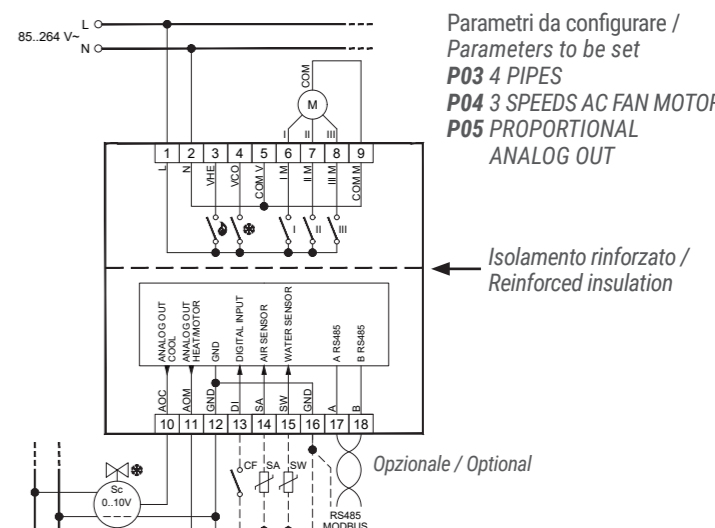 L
85..264 V~
N
Parametri da configurare /
Parameters to be set
P03 4 PIPES
P04 3 SPEEDS AC FAN MOTOR
P05 PROPORTIONAL
ANALOG OUT
COM
M
I II III
1 2 3 4 5 6 7 8 9
L N VHE VCO COM V I M II M III M COM M
I II III
Isolamento rinforzato /
Reinforced insulation
ANALOG OUT
COOL
ANALOG OUT
HEAT/MOTOR
GND
DIGITAL INPUT
AIR SENSOR
WATER SENSOR
A RS485
B RS485
AOC AOM GND DI SA SW GND A B
10 11 12 13 14 15 16 17 18
Sc
0..10V
CF SA SW
Opzionale / Optional
RS485
MODBUS